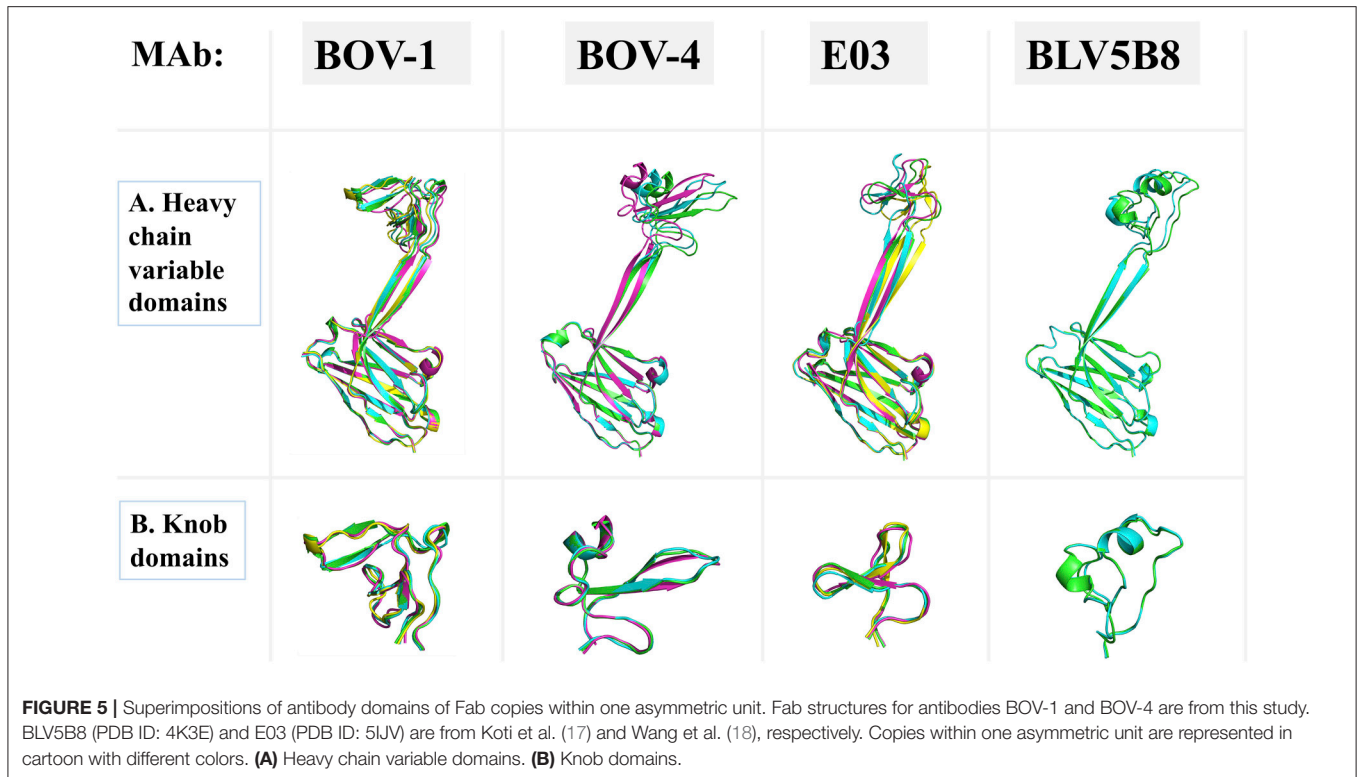 MAb: BOV-1 BOV-4 E03 BLV5B8
A. Heavy
chain
variable
domains
B. Knob
domains
FIGURE 5 | Superimpositions of antibody domains of Fab copies within one asymmetric unit. Fab structures for antibodies BOV-1 and BOV-4 are from this study.
BLV5B8 (PDB ID: 4K3E) and E03 (PDB ID: 5IJV) are from Koti et al. (17) and Wang et al. (18), respectively. Copies within one asymmetric unit are represented in
cartoon with different colors. (A) Heavy chain variable domains. (B) Knob domains.